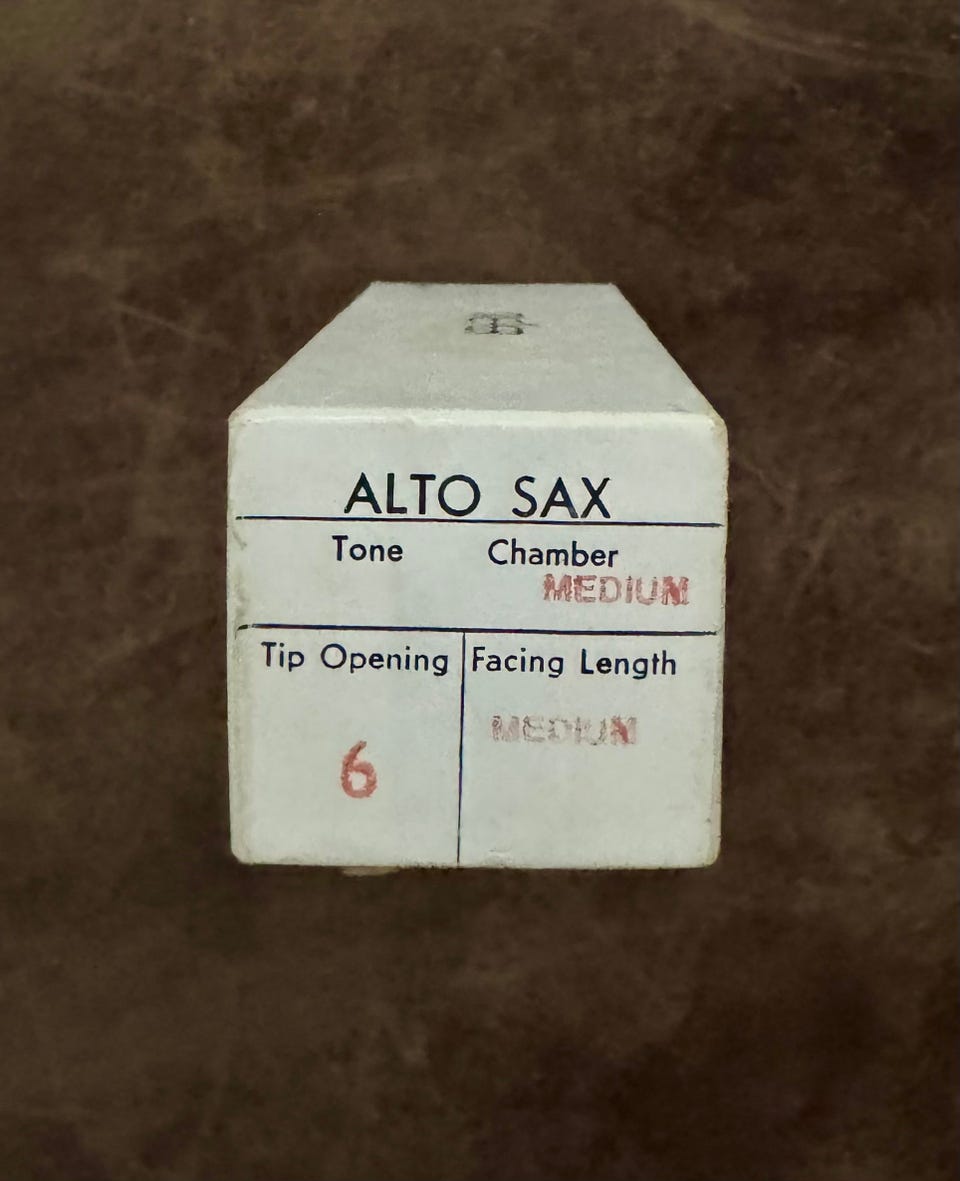 ALTO SAX
Tone Chamber
MEDIUM
Tip Opening Facing Length
MEDIUM
6